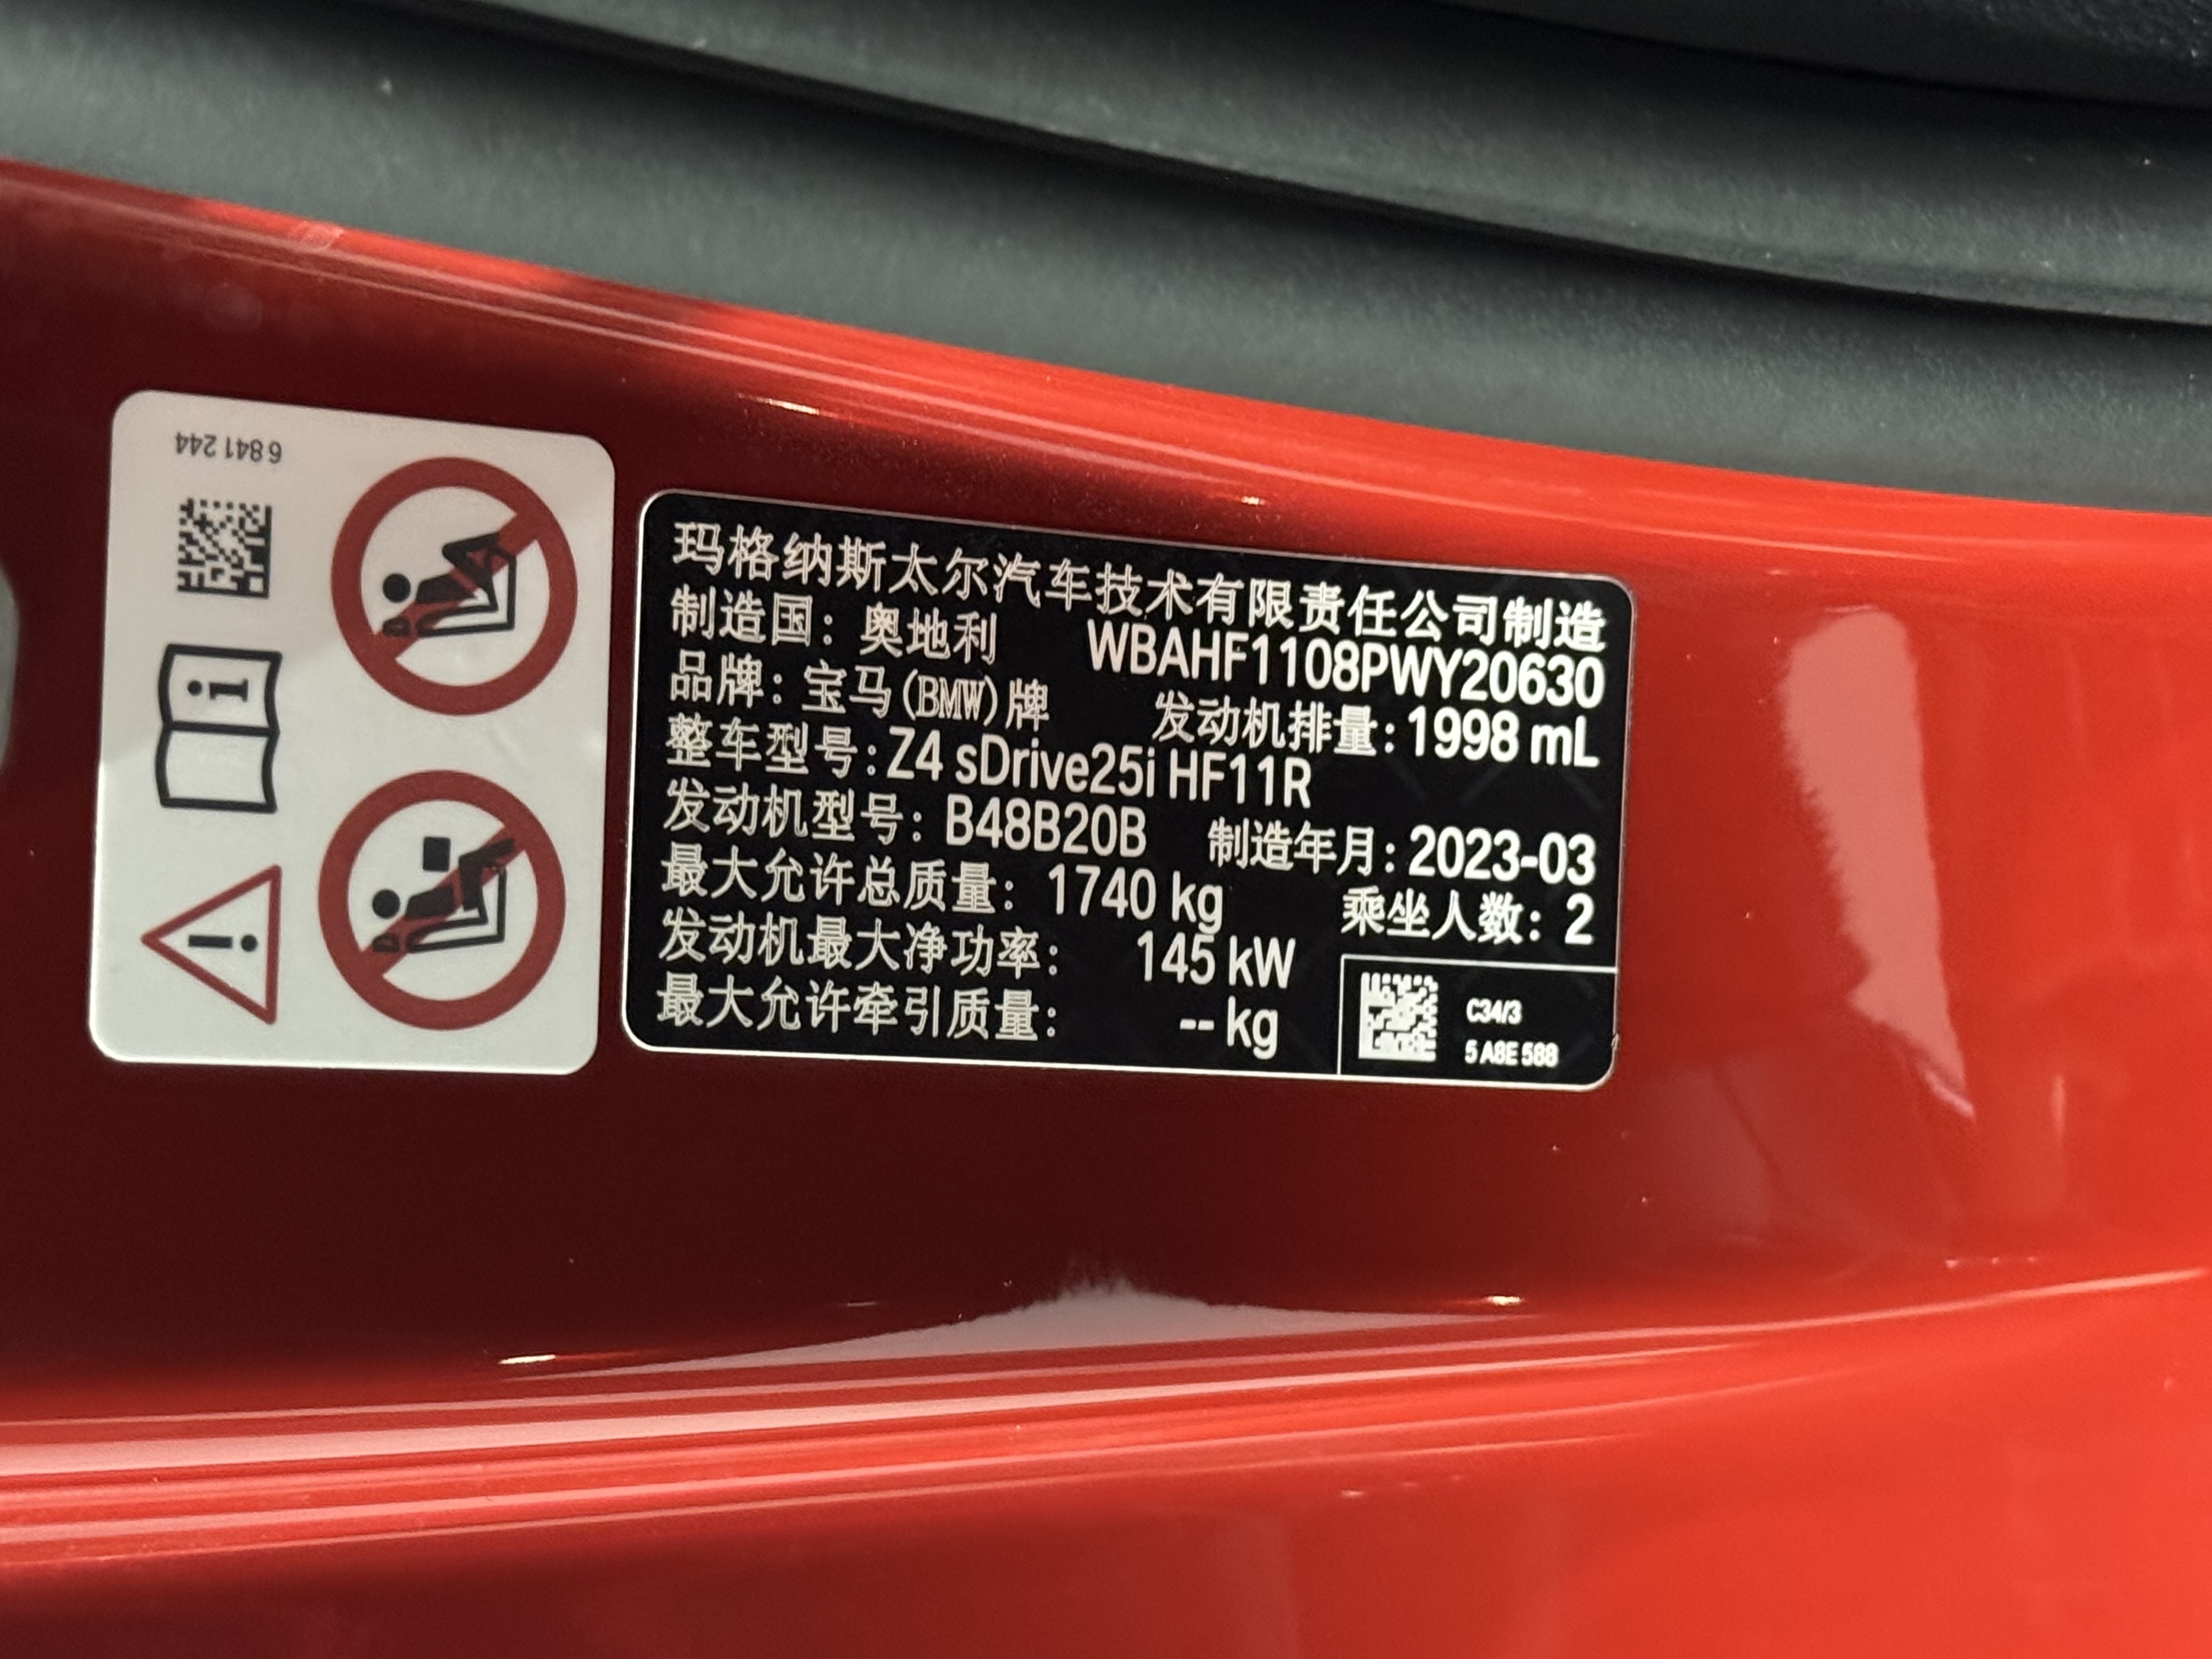 6 841 244
玛格纳斯太尔汽车技术有限责任公司制造
制造国：奥地利 WBAHF1108PWY20630
品牌：宝马(BMW)牌 发动机排量：1998 mL
整车型号：Z4 sDrive25i HF11R
发动机型号：B48B20B 制造年月：2023-03
最大允许总质量：1740 kg 乘坐人数：2
发动机最大净功率：145 kW
最大允许牵引质量：-- kg
C34/3
5 A8E 588